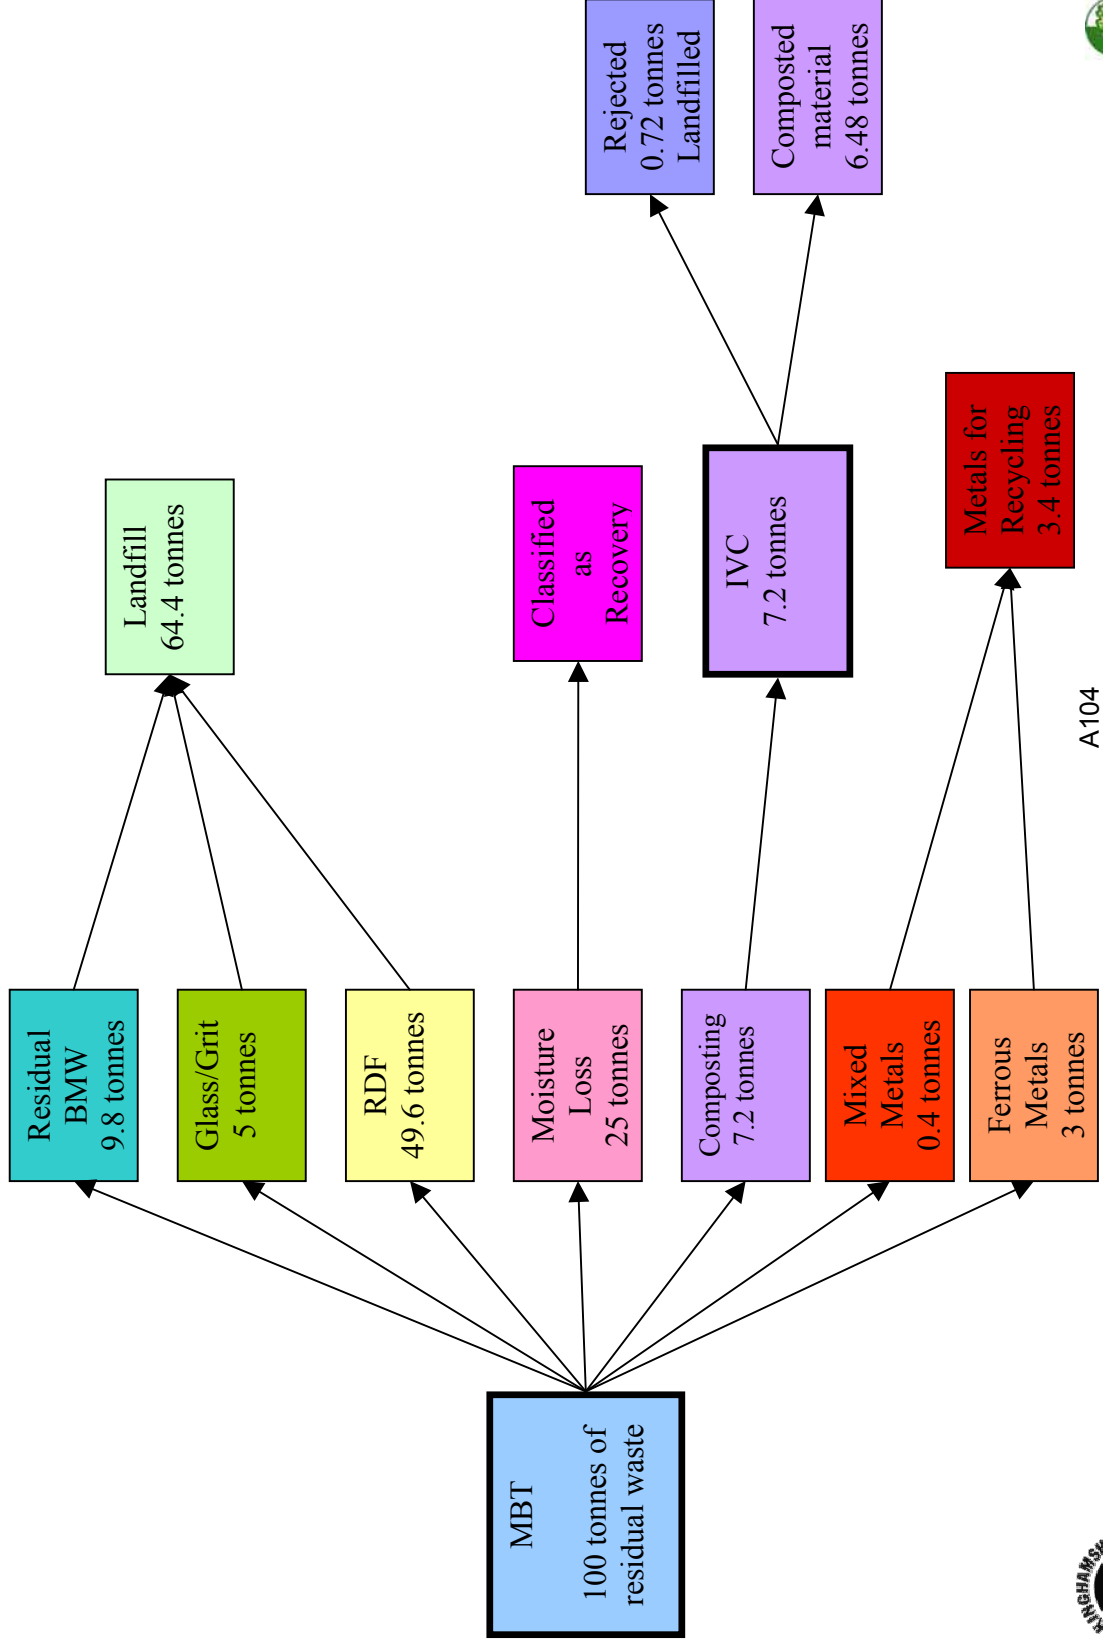 MBT
100 tonnes of
residual waste
Residual
BMW
9.8 tonnes
Glass/Grit
5 tonnes
RDF
49.6 tonnes
Moisture
Loss
25 tonnes
Composting
7.2 tonnes
Mixed
Metals
0.4 tonnes
Ferrous
Metals
3 tonnes
Landfill
64.4 tonnes
Classified
as
Recovery
IVC
7.2 tonnes
Metals for
Recycling
3.4 tonnes
Rejected
0.72 tonnes
Landfilled
Composted
material
6.48 tonnes
A104